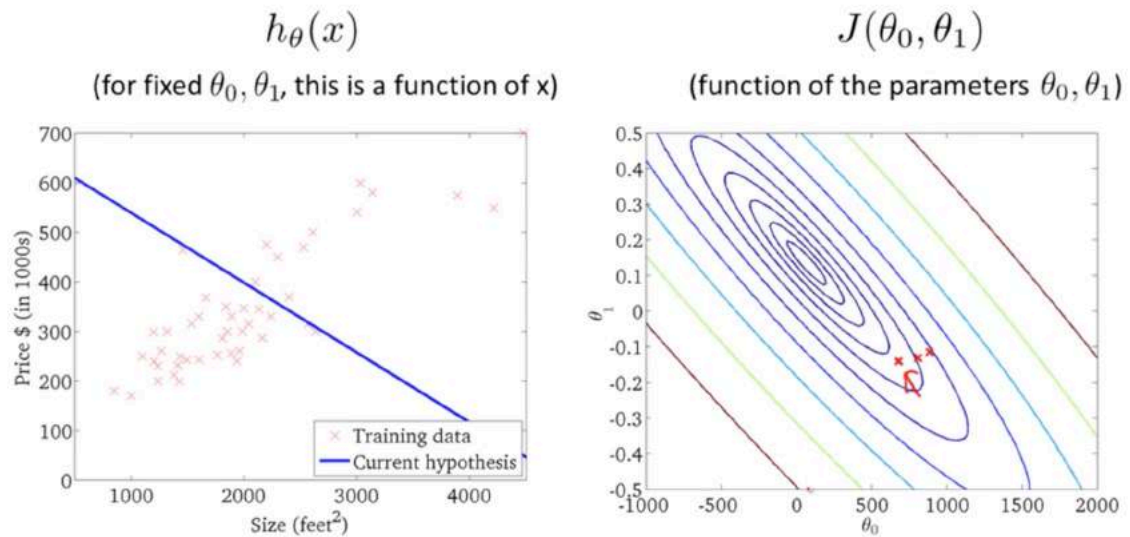 h_θ(x)
(for fixed θ₀, θ₁, this is a function of x)
700
600
500
400
300
200
100
0
Price $ (in 1000s)
Training data
Current hypothesis
1000 2000 3000 4000
Size (feet²)
J(θ₀, θ₁)
(function of the parameters θ₀, θ₁)
0.5
0.4
0.3
0.2
0.1
0
-0.1
-0.2
-0.3
-0.4
-0.5
θ₁
-1000 -500 0 500 1000 1500 2000
θ₀